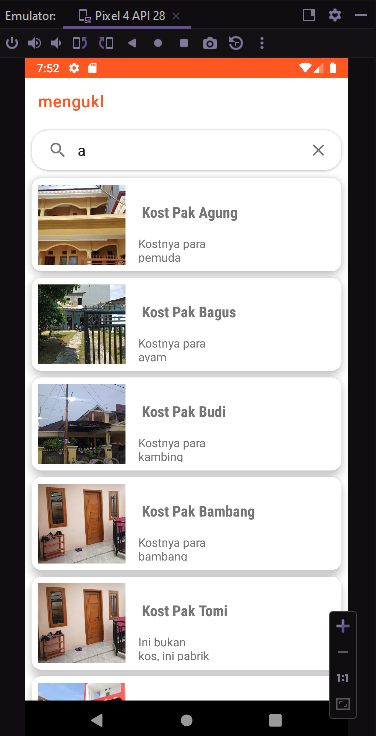 Emulator: Pixel 4 API 28
7:52
mengukl
a
Kost Pak Agung
Kostnya para
pemuda
Kost Pak Bagus
Kostnya para
ayam
Kost Pak Budi
Kostnya para
kambing
Kost Pak Bambang
Kostnya para
bambang
Kost Pak Tomi
Ini bukan
kos, ini pabrik
1:1